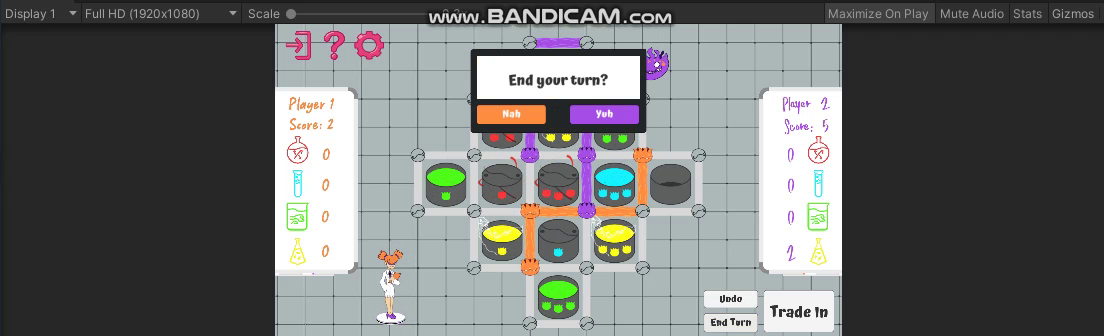 Display 1 Full HD (1920x1080) Scale Maximize On Play Mute Audio Stats Gizmos
www.BANDICAM.com
End your turn?
Nah Yuh
Player 1
Score: 2
0
0
0
0
Player 2
Score: 5
0
0
0
2
Undo
End Turn
Trade In